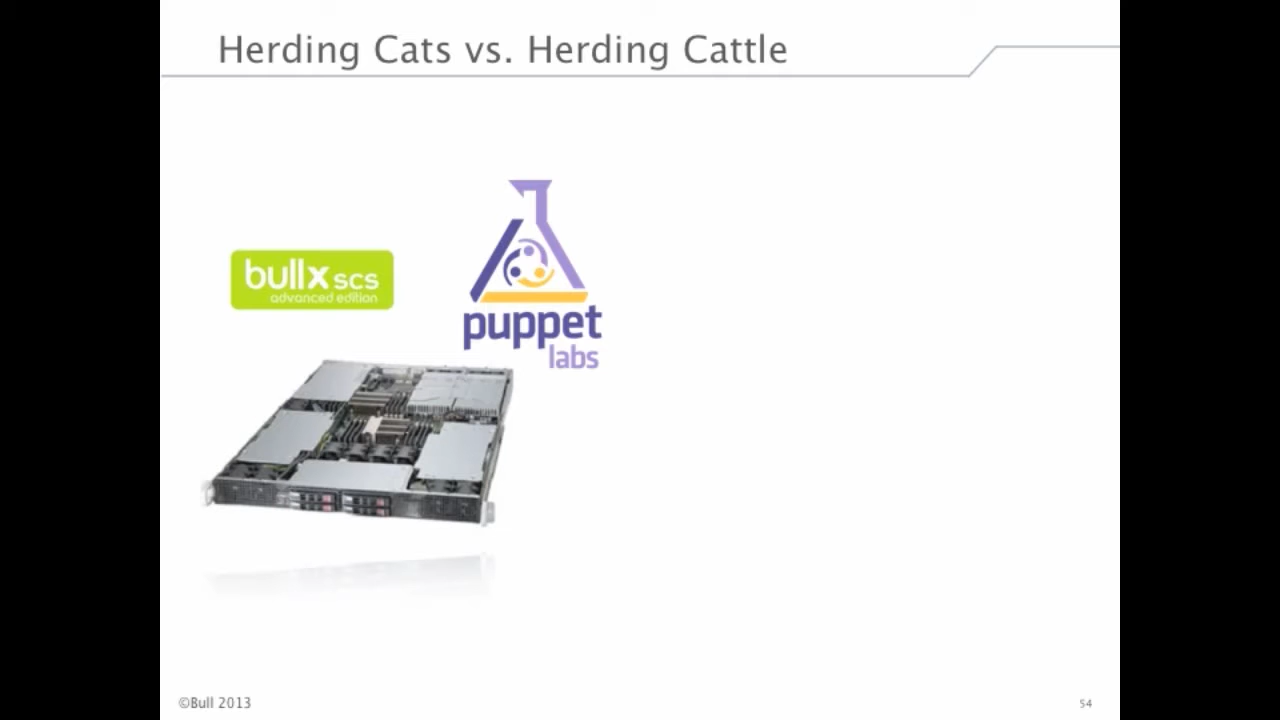 Herding Cats vs. Herding Cattle
bullx scs
advanced edition
puppet
labs
©Bull 2013
54